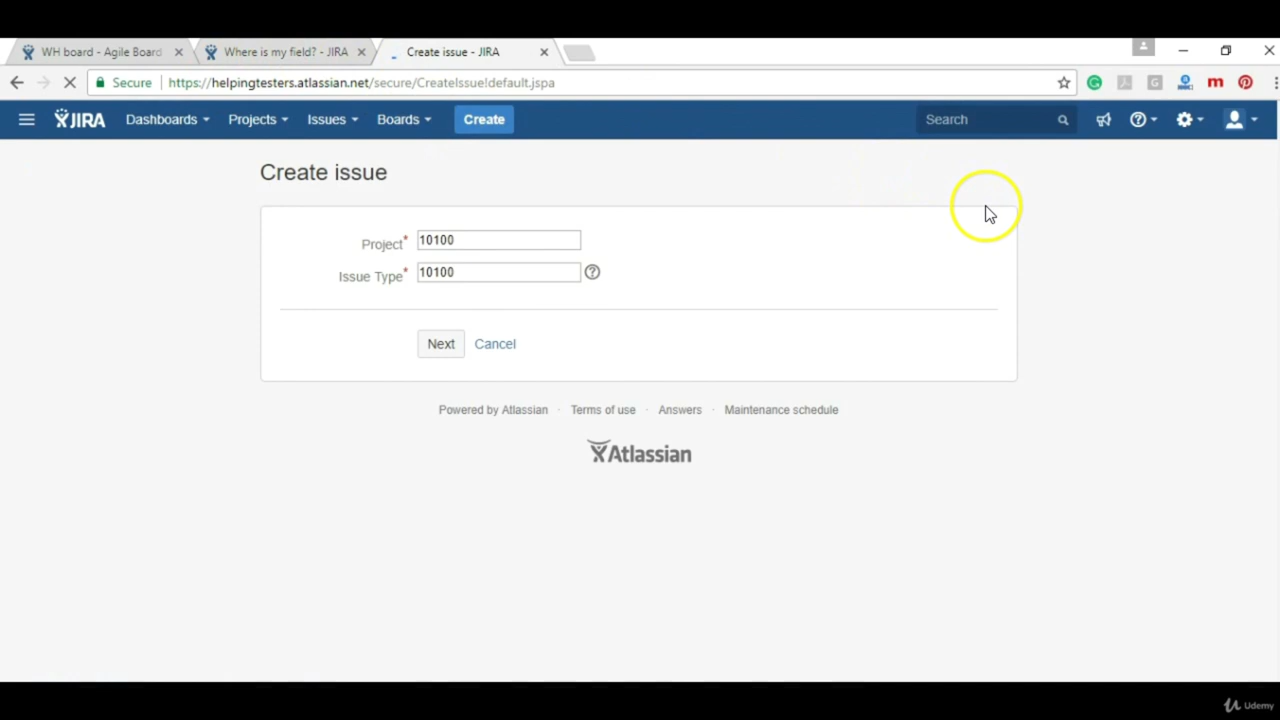 WH board - Agile Board
Where is my field? - JIRA
Create issue - JIRA
Secure
https://helpingtesters.atlassian.net/secure/CreateIssue!default.jspa
JIRA
Dashboards
Projects
Issues
Boards
Create
Search
Create issue
Project*
10100
Issue Type*
10100
Next
Cancel
Powered by Atlassian · Terms of use · Answers · Maintenance schedule
Atlassian
Udemy